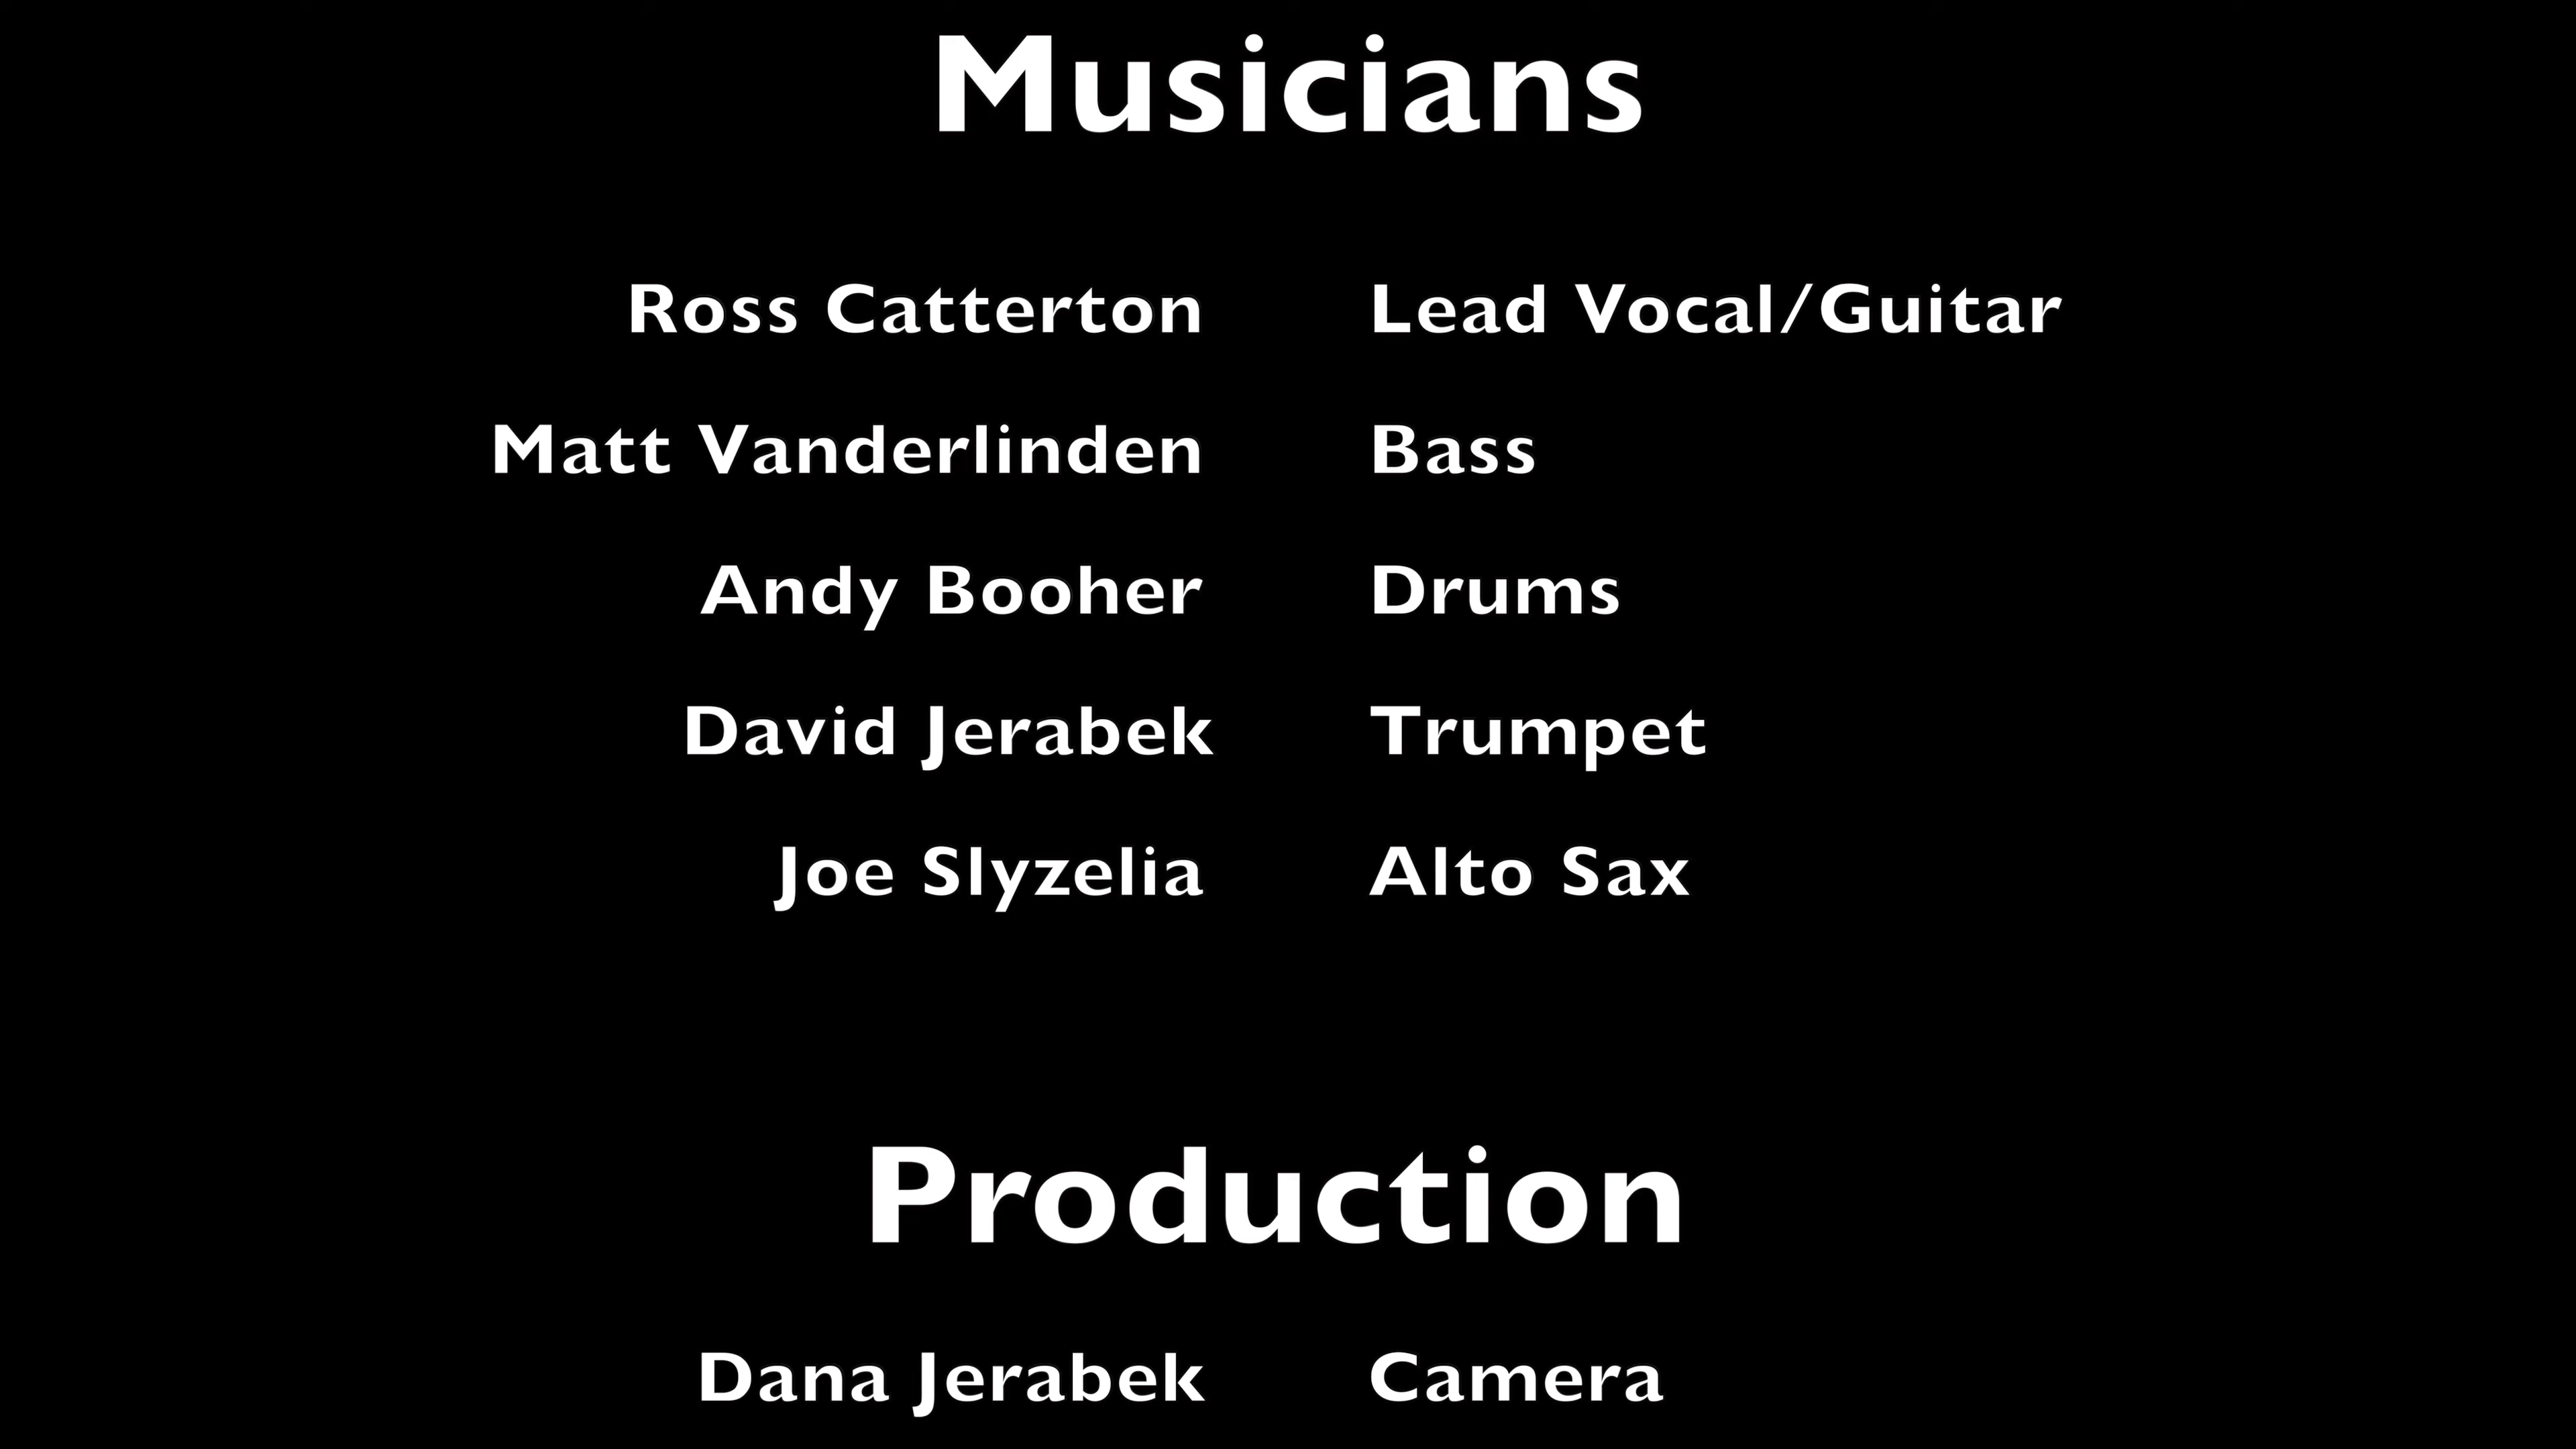 Musicians
Ross Catterton Lead Vocal/Guitar
Matt Vanderlinden Bass
Andy Booher Drums
David Jerabek Trumpet
Joe Slyzelia Alto Sax
Production
Dana Jerabek Camera